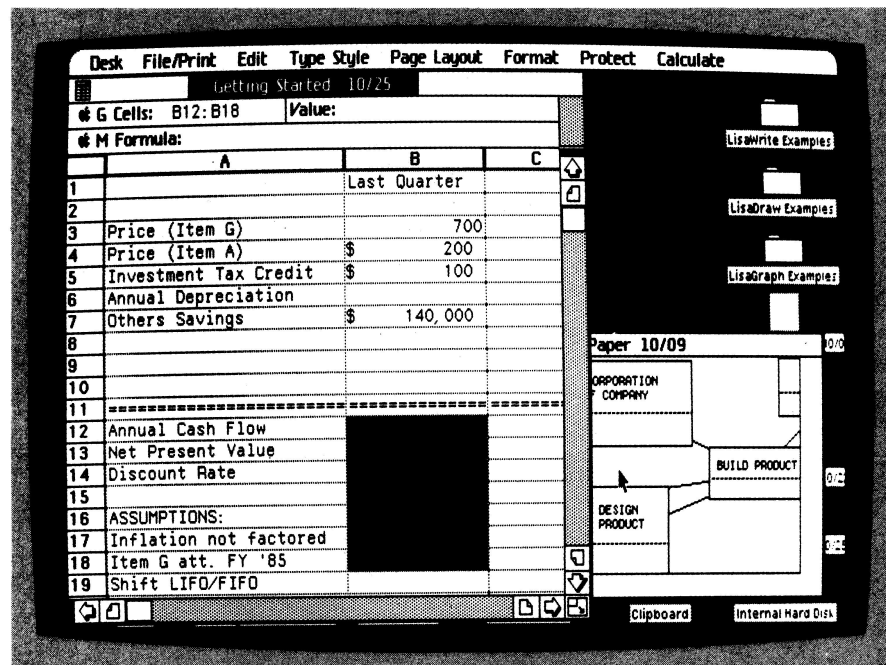 Desk File/Print Edit Type Style Page Layout Format Protect Calculate
Getting Started 10/25
G Cells: B12:B18 Value:
M Formula:
A B C
1 Last Quarter
2
3 Price (Item G) 700
4 Price (Item A) $ 200
5 Investment Tax Credit $ 100
6 Annual Depreciation
7 Others Savings $ 140,000
8
9
10
11 ============================================
12 Annual Cash Flow
13 Net Present Value
14 Discount Rate
15
16 ASSUMPTIONS:
17 Inflation not factored
18 Item G att. FY '85
19 Shift LIFO/FIFO
LisaWrite Examples
LisaDraw Examples
LisaGraph Examples
Paper 10/09
ORPORATION
COMPANY
BUILD PRODUCT
DESIGN
PRODUCT
Clipboard
Internal Hard Disk